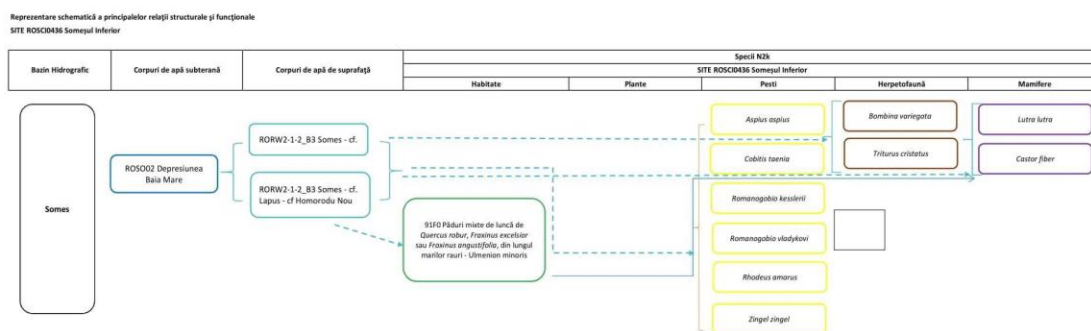 Reprezentare schematică a principalelor relații structurale și funcționale
SITE ROSCI0436 Someșul Inferior
Specii N2k
Bazin Hidrografic
Corpuri de apă subterană
Corpuri de apă de suprafață
SITE ROSCI0436 Someșul Inferior
Habitate
Plante
Pesti
Herpetofaună
Mamifere
Somes
ROSO02 Depresiunea
Baia Mare
RORW2-1-2_B3 Somes - cf.
RORW2-1-2_B3 Somes - cf.
Lapus - cf Homorodu Nou
91F0 Păduri mixte de luncă de
Quercus robur, Fraxinus excelsior
sau Fraxinus angustifolia, din lungul
marilor rauri - Ulmenion minoris
Aspius aspius
Cobitis taenia
Romanogobio kesslerii
Romanogobio vladykovi
Rhodeus amarus
Zingel zingel
Bombina variegata
Triturus cristatus
Lutra lutra
Castor fiber